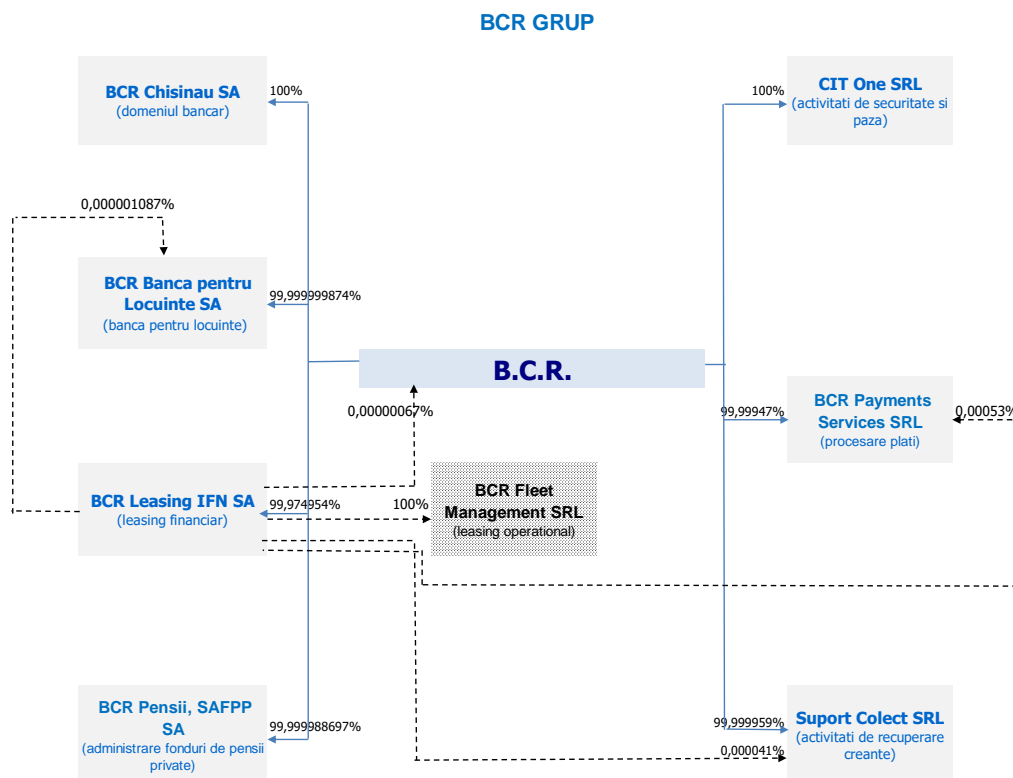 BCR GRUP
BCR Chisinau SA
(domeniul bancar)
100%
100%
CIT One SRL
(activitati de securitate si
paza)
0,000001087%
BCR Banca pentru
Locuinte SA
(banca pentru locuinte)
99,999999874%
B.C.R.
0,00000067%
99,99947%
BCR Payments
Services SRL
(procesare plati)
0,00053%
BCR Leasing IFN SA
(leasing financiar)
99,974954%
100%
BCR Fleet
Management SRL
(leasing operational)
BCR Pensii, SAFPP
SA
(administrare fonduri de pensii
private)
99,999988697%
99,999959%
0,000041%
Suport Colect SRL
(activitati de recuperare
creante)